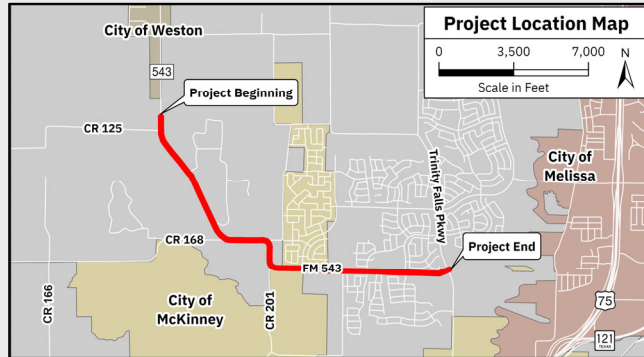 Project Location Map
0 3,500 7,000
Scale in Feet
N
City of Weston
543
Project Beginning
CR 125
Trinity Falls Pkwy
City of
Melissa
CR 168
Project End
FM 543
CR 166
City of
McKinney
CR 201
75
121
TEXAS